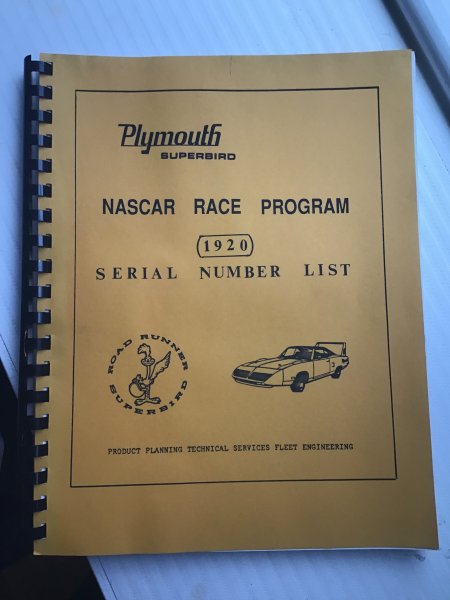 Plymouth
SUPERBIRD
NASCAR RACE PROGRAM
1920
SERIAL NUMBER LIST
ROAD RUNNER
SUPERBIRD
PRODUCT PLANNING TECHNICAL SERVICES FLEET ENGINEERING